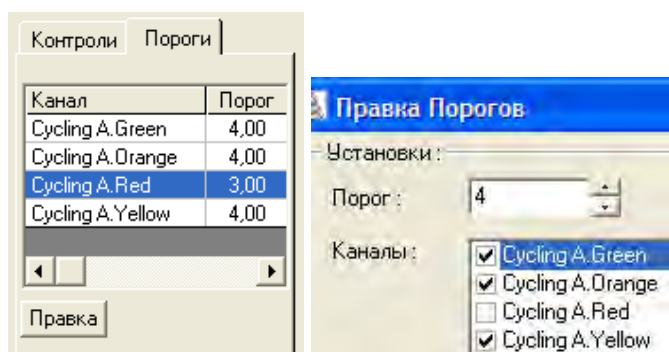 Контроли Пороги
Канал Порог
Cycling A.Green 4,00
Cycling A.Orange 4,00
Cycling A.Red 3,00
Cycling A.Yellow 4,00
Правка
Правка Порогов
Установки :
Порог : 4
Каналы : Cycling A.Green
Cycling A.Orange
Cycling A.Red
Cycling A.Yellow